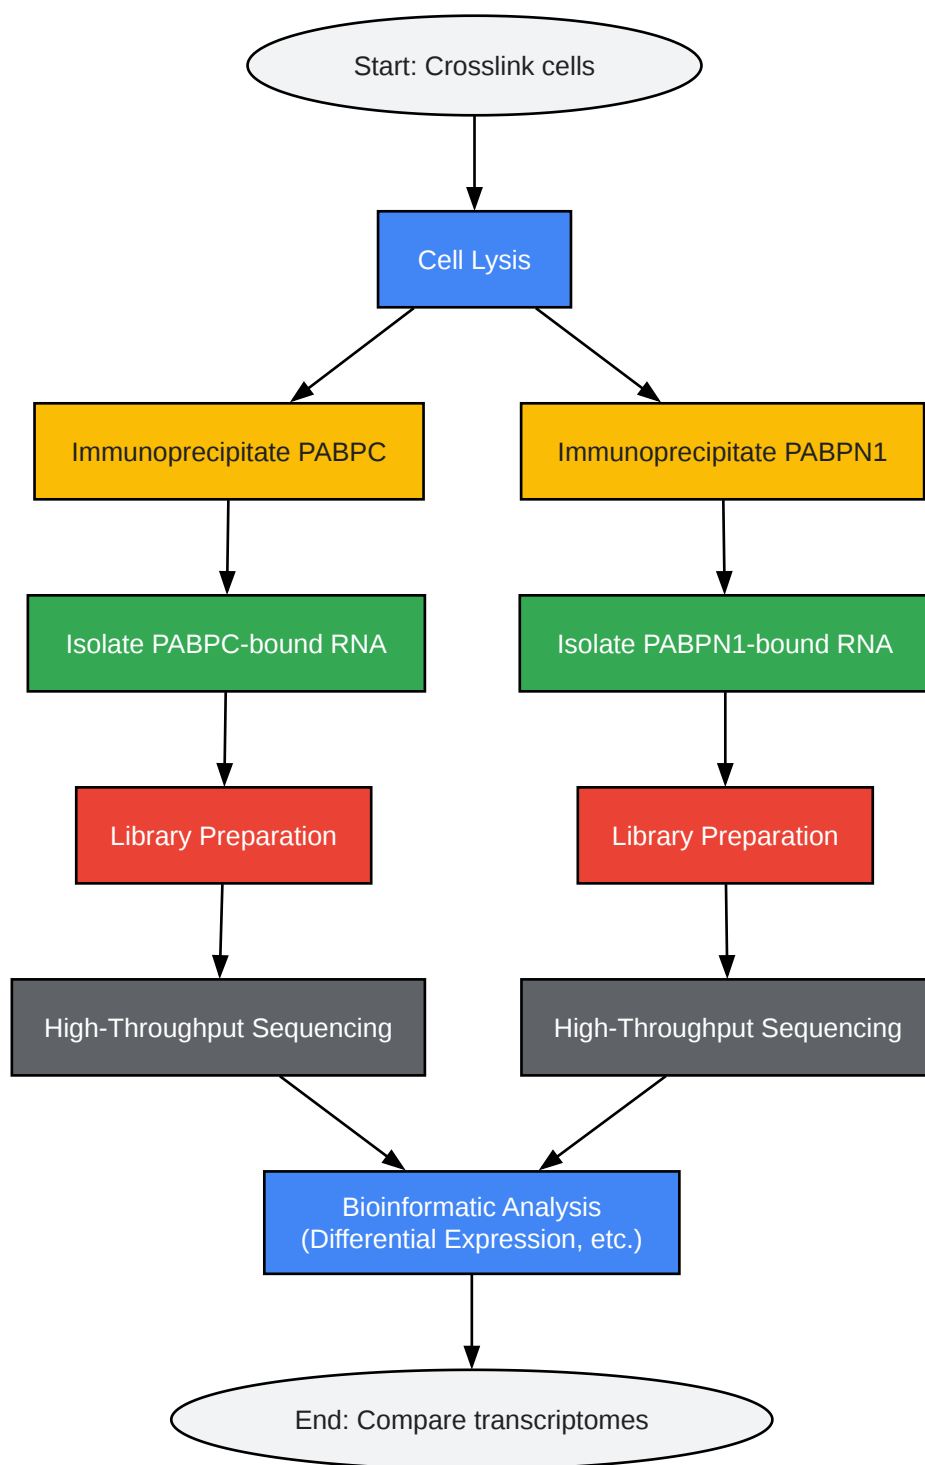 Start: Crosslink cells
Cell Lysis
Immunoprecipitate PABPC
Immunoprecipitate PABPN1
Isolate PABPC-bound RNA
Isolate PABPN1-bound RNA
Library Preparation
Library Preparation
High-Throughput Sequencing
High-Throughput Sequencing
Bioinformatic Analysis
(Differential Expression, etc.)
End: Compare transcriptomes